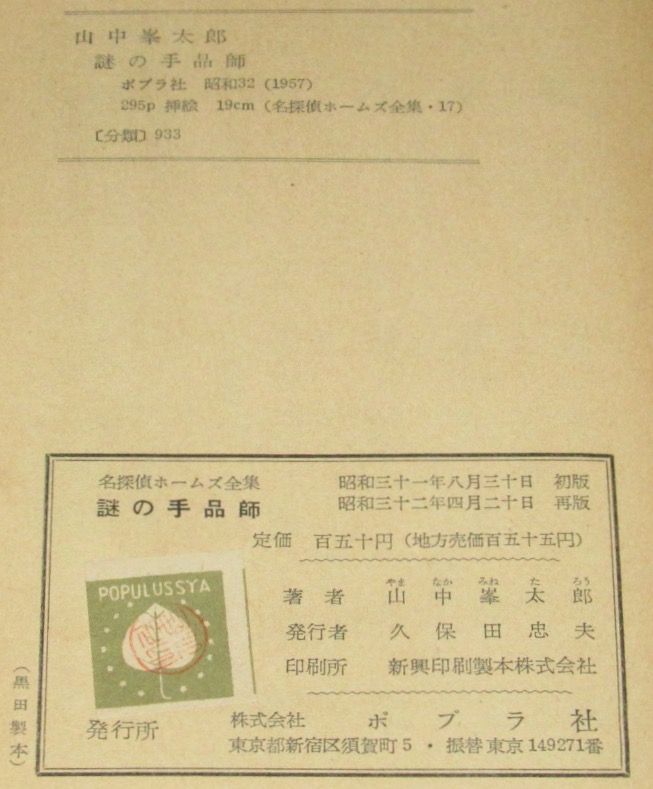 山中峯太郎
謎の手品師
ポプラ社 昭和32 (1957)
295p 挿絵 19cm (名探偵ホームズ全集・17)
〔分類〕 933
名探偵ホームズ全集
謎の手品師
昭和三十一年八月三十日 初版
昭和三十二年四月二十日 再版
定価 百五十円 (地方売価百五十五円)
POPULUSSYA
やま なか みね た ろう
著者 山中峯太郎
発行者 久保田忠夫
印刷所 新興印刷製本株式会社
発行所 株式会社 ポプラ社
東京都新宿区須賀町5・振替東京149271番
(黒田製本)